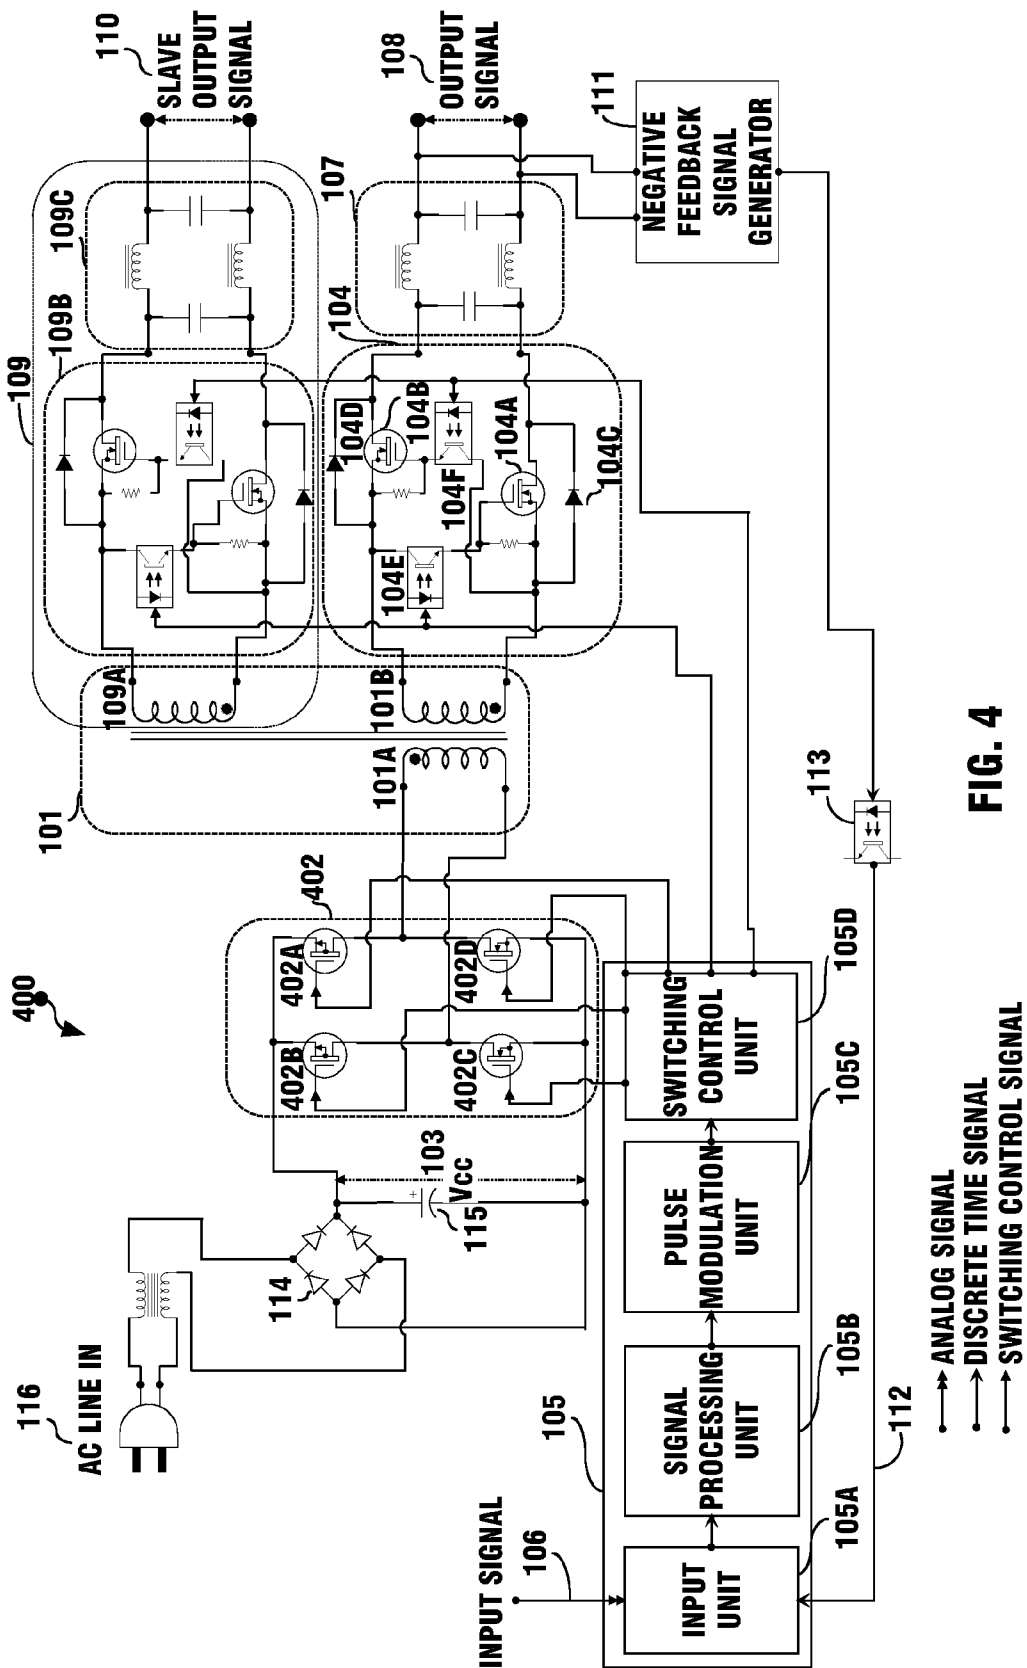 400
116
AC LINE IN
114
115
103
Vcc
+
402
402A
402B
402C
402D
101
101A
101B
109A
109
109B
109C
110
SLAVE
OUTPUT
SIGNAL
104
104A
104B
104C
104D
104E
104F
107
108
OUTPUT
SIGNAL
111
NEGATIVE
FEEDBACK
SIGNAL
GENERATOR
INPUT SIGNAL
106
105
INPUT
UNIT
105A
SIGNAL
PROCESSING
UNIT
105B
PULSE
MODULATION
UNIT
105C
SWITCHING
CONTROL
UNIT
105D
112
113
ANALOG SIGNAL
DISCRETE TIME SIGNAL
SWITCHING CONTROL SIGNAL
FIG. 4